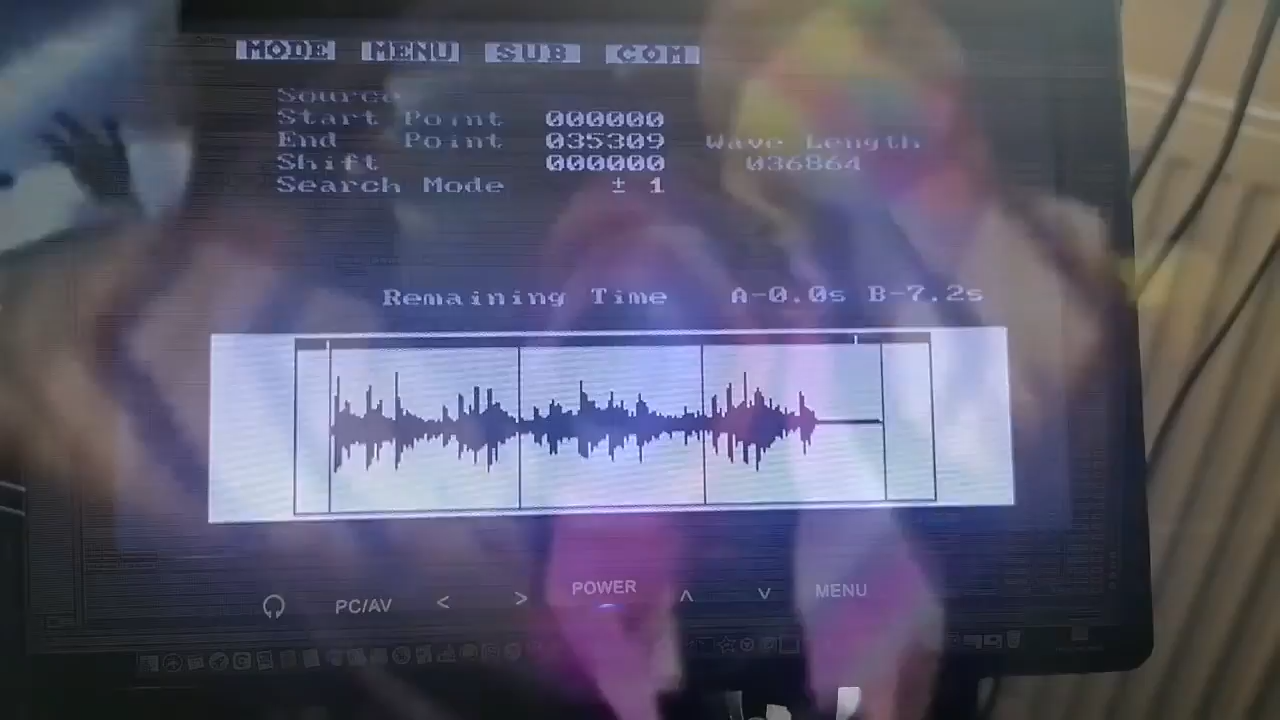 MODE MENU SUB COM
Source
Start Point 000000
End Point 035309 Wave Length
Shift 000000 036864
Search Mode ± 1
Remaining Time A-0.0s B-7.2s
PC/AV < > POWER ∧ ∨ MENU